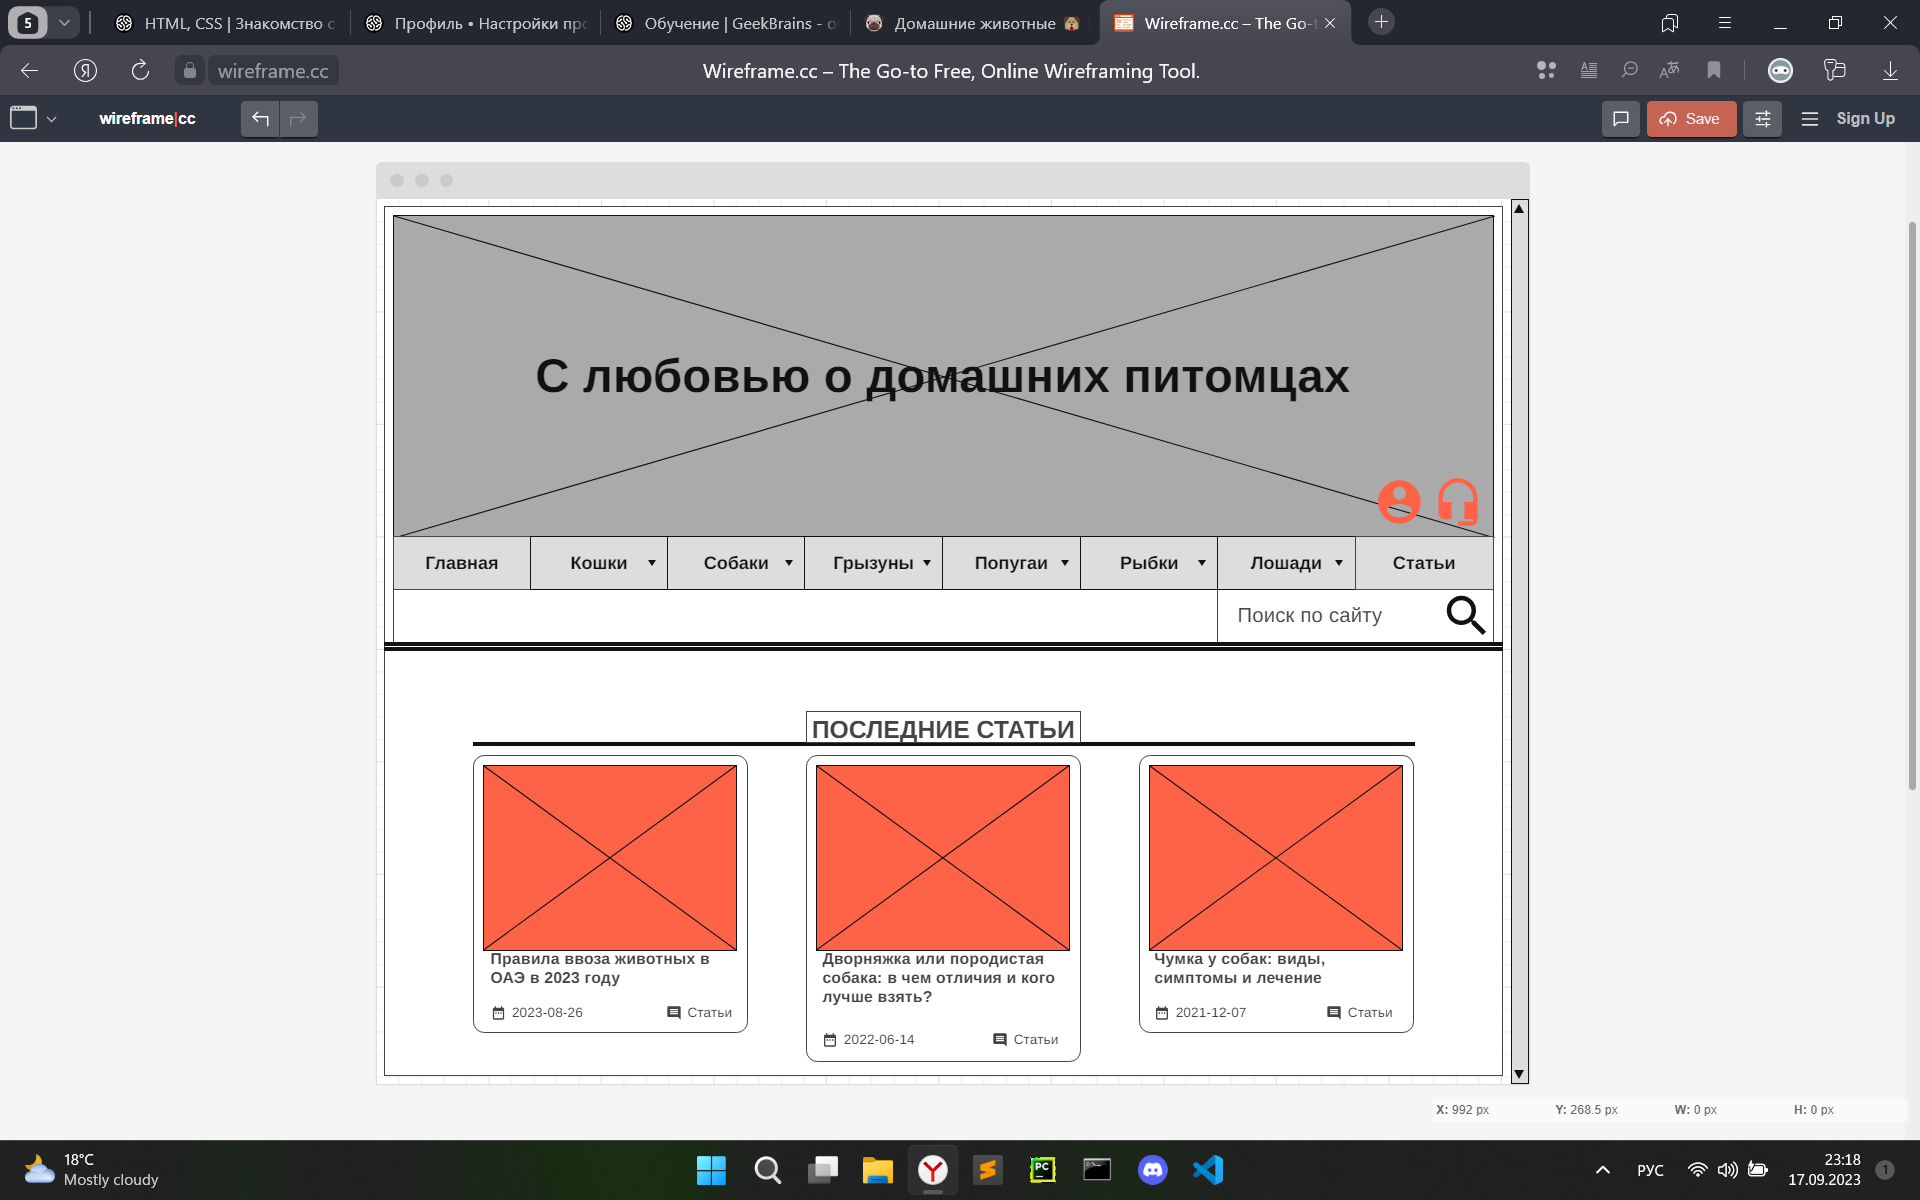 5
HTML, CSS | Знакомство с
Профиль • Настройки про
Обучение | GeekBrains - о
Домашние животные
Wireframe.cc – The Go-t
wireframe.cc
Wireframe.cc – The Go-to Free, Online Wireframing Tool.
wireframe|cc
Save
Sign Up
С любовью о домашних питомцах
Главная
Кошки
Собаки
Грызуны
Попугаи
Рыбки
Лошади
Статьи
Поиск по сайту
ПОСЛЕДНИЕ СТАТЬИ
Правила ввоза животных в
ОАЭ в 2023 году
2023-08-26
Статьи
Дворняжка или породистая
собака: в чем отличия и кого
лучше взять?
2022-06-14
Статьи
Чумка у собак: виды,
симптомы и лечение
2021-12-07
Статьи
X: 992 px
Y: 268.5 px
W: 0 px
H: 0 px
18°C
Mostly cloudy
PC
РУС
23:18
17.09.2023
1